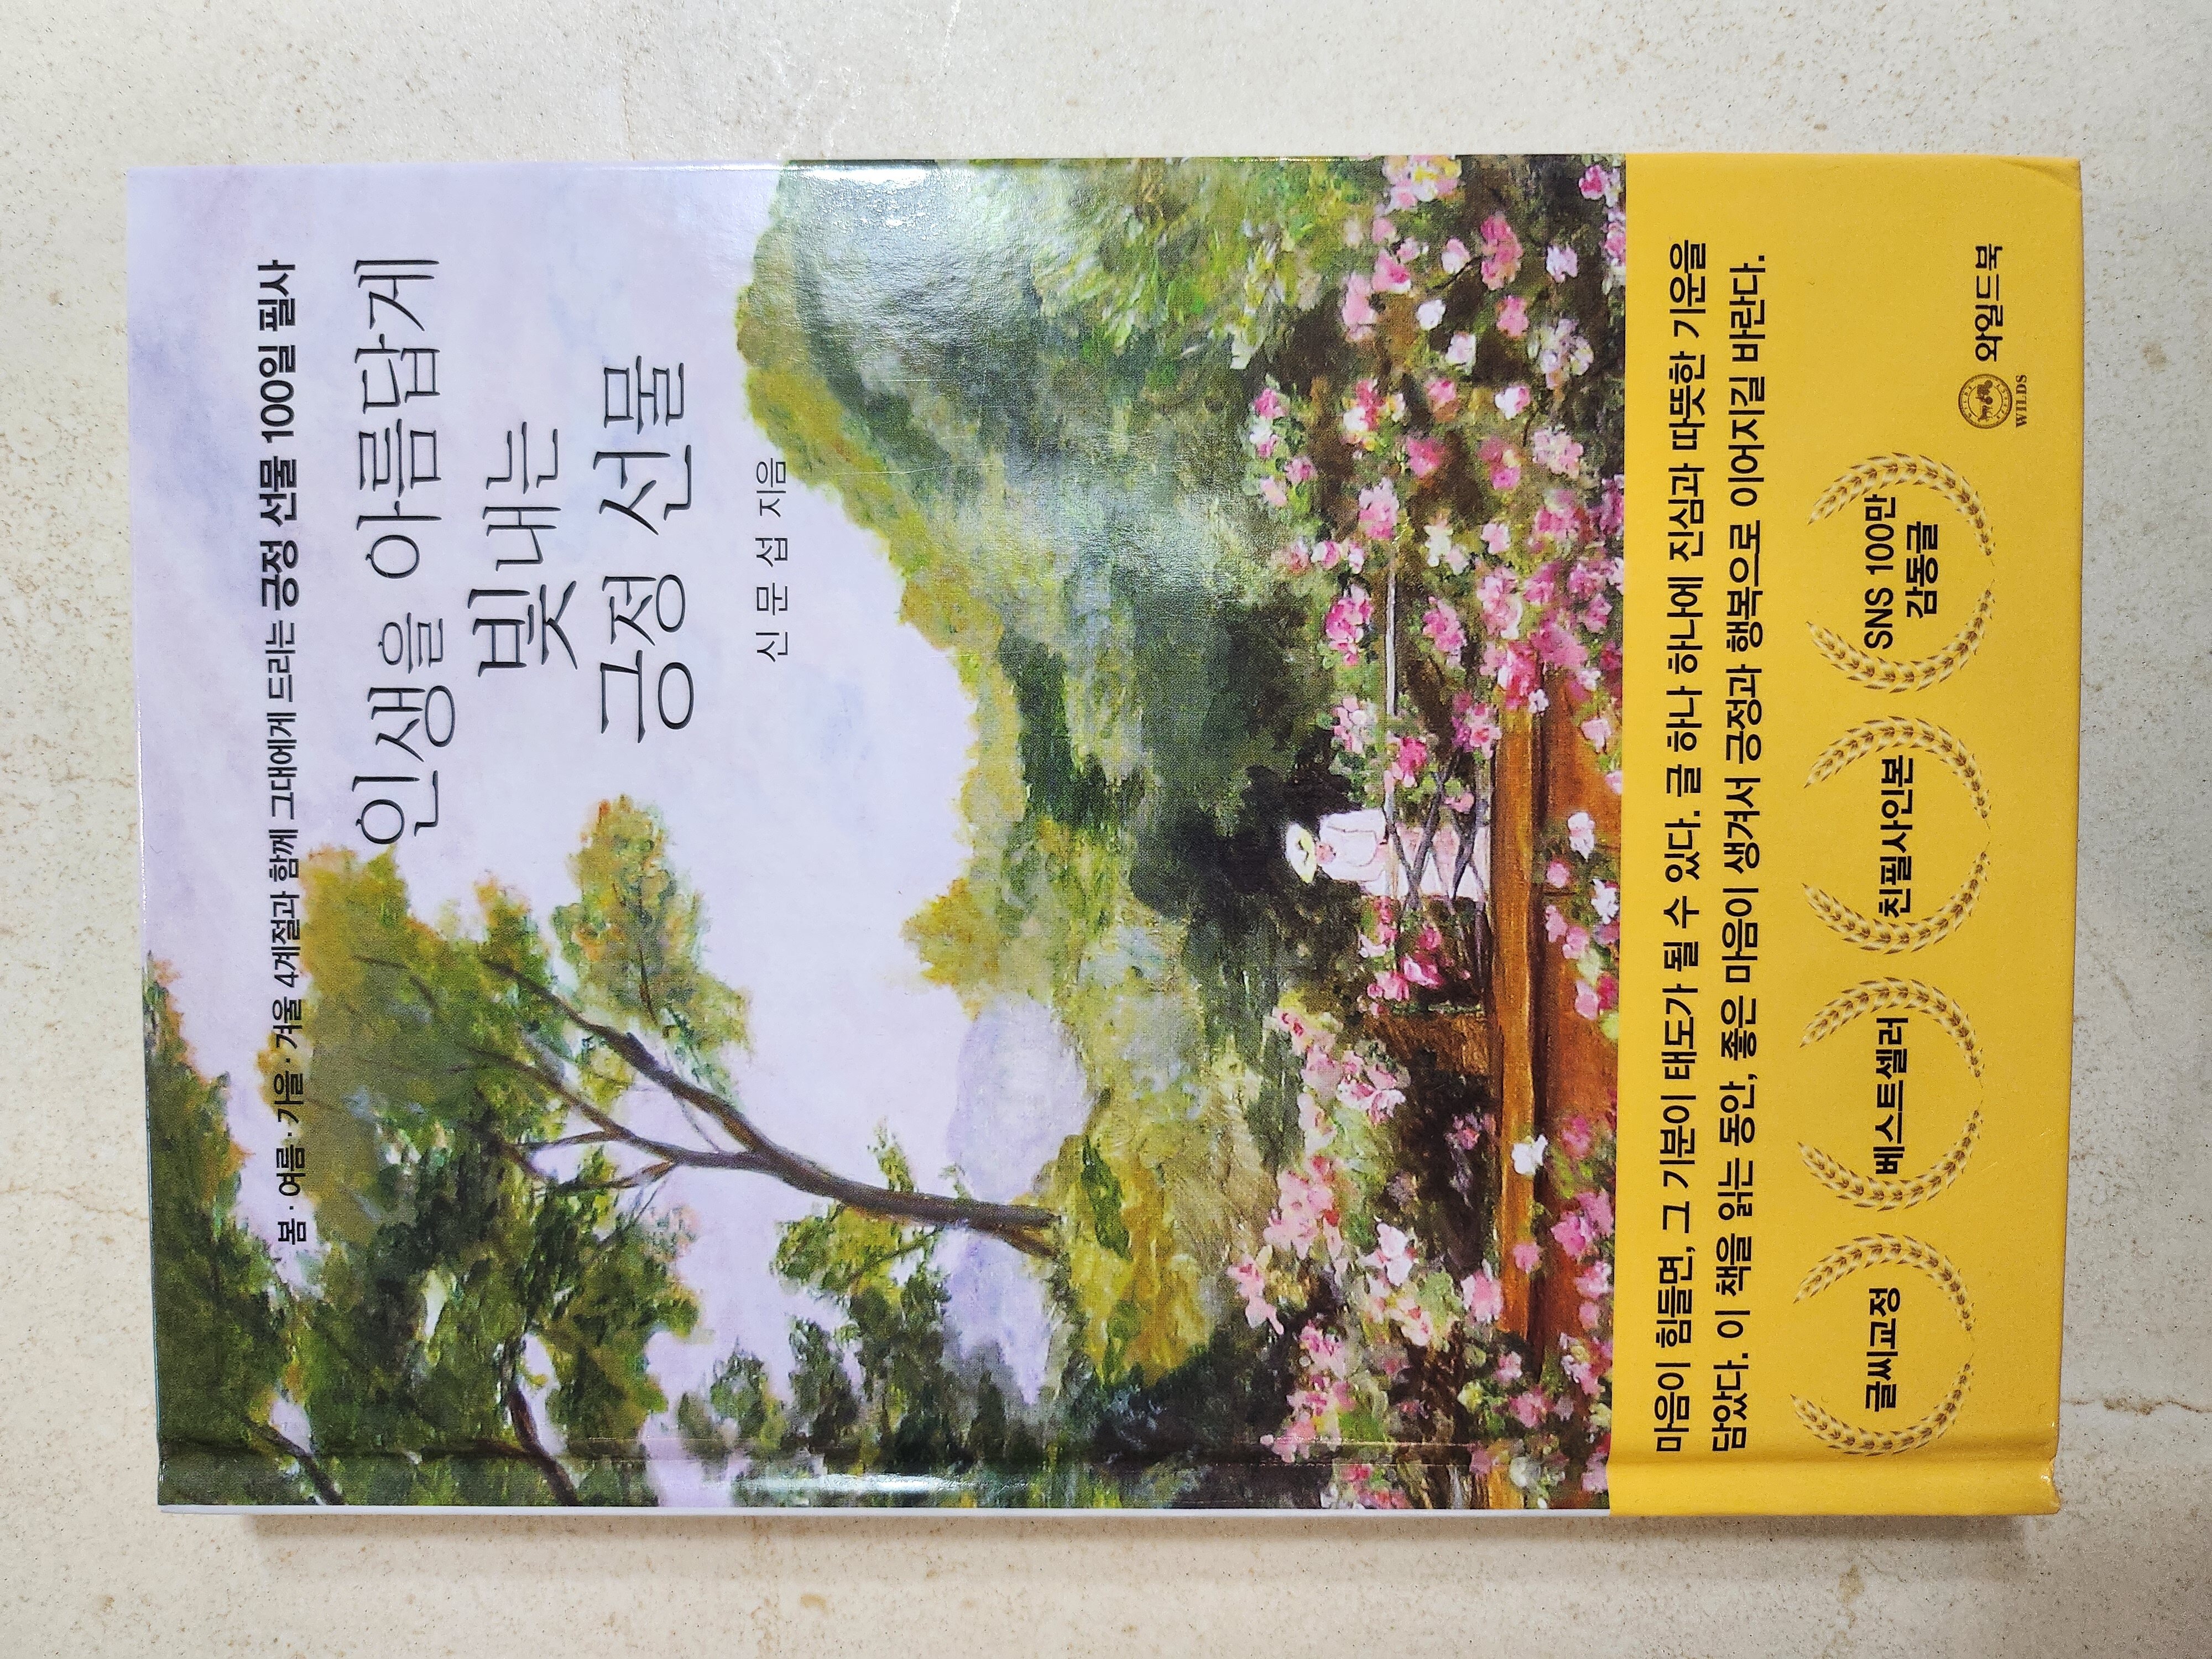 봄·여름·가을·겨울 4계절과 함께 그대에게 드리는 긍정 선물 100일 필사
인생을 아름답게
빛내는
긍정 선물
신문섭 지음
마음이 힘들면, 그 기분이 태도가 될 수 있다. 글 하나 하나에 진심과 따뜻한 기운을
담았다. 이 책을 읽는 동안, 좋은 마음이 생겨서 긍정과 행복으로 이어지길 바란다.
글씨교정
베스트셀러
친필사인본
SNS 100만
감동글
WILDS
와일드북